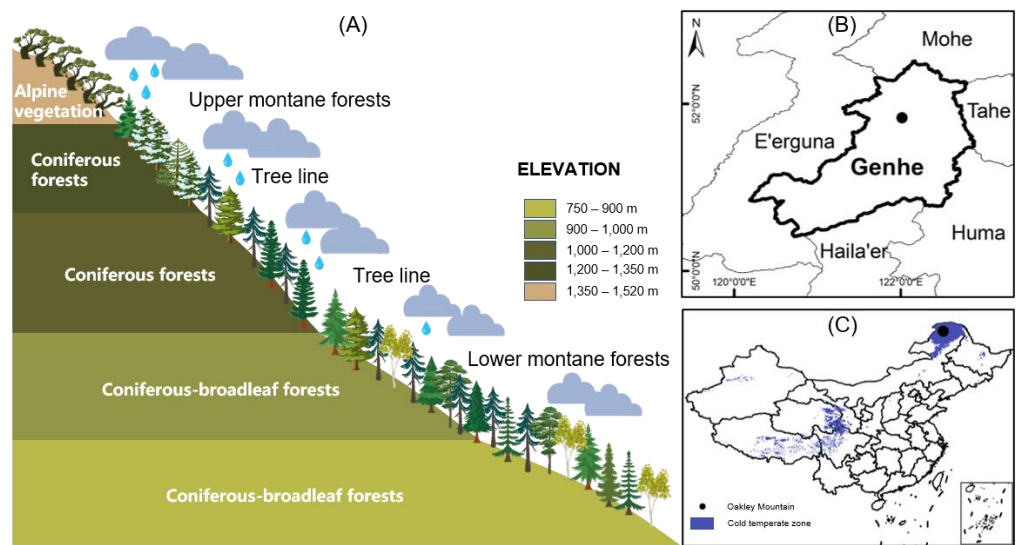 (A)
Alpine
vegetation
Upper montane forests
Coniferous
forests
Tree line
Coniferous forests
Tree line
Coniferous-broadleaf forests
Lower montane forests
Coniferous-broadleaf forests
ELEVATION
750 – 900 m
900 – 1,000 m
1,000 – 1,200 m
1,200 – 1,350 m
1,350 – 1,520 m
(B)
N
Mohe
52°0'0"N
Tahe
E'erguna
Genhe
Huma
Haila'er
50°0'0"N
120°0'0"E
122°0'0"E
(C)
Oakley Mountain
Cold temperate zone